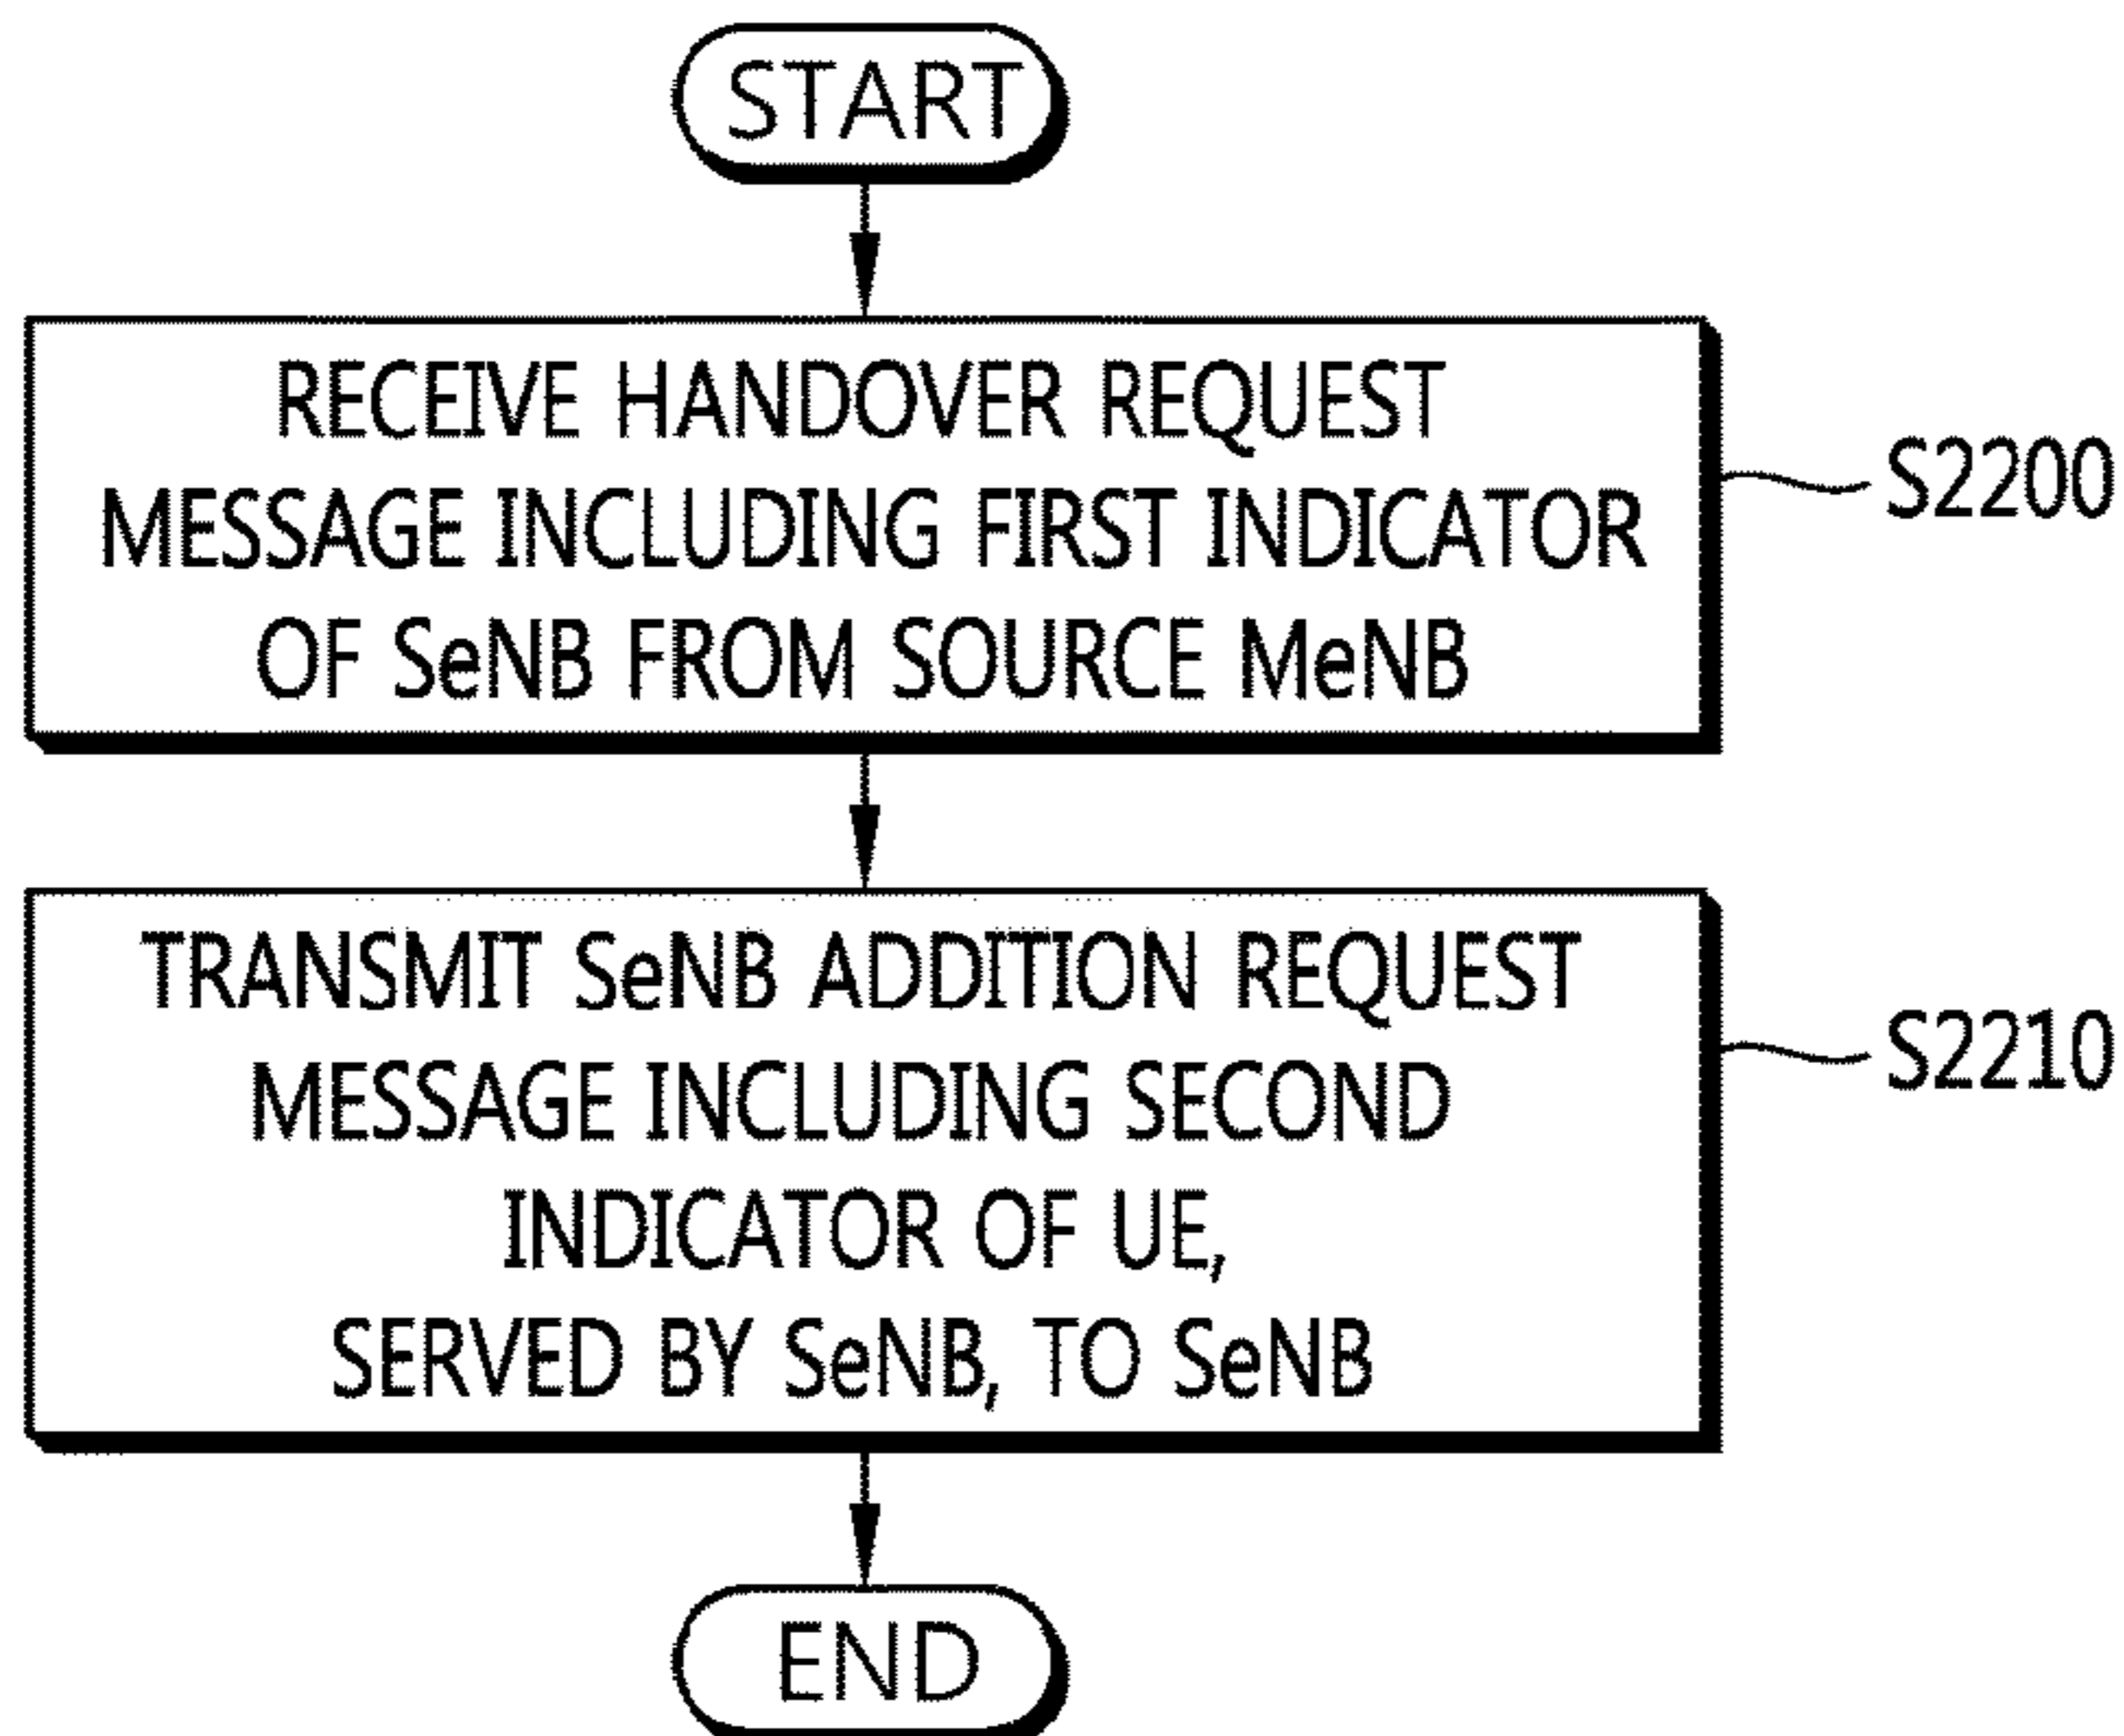 START
RECEIVE HANDOVER REQUEST
MESSAGE INCLUDING FIRST INDICATOR
OF SeNB FROM SOURCE MeNB
S2200
TRANSMIT SeNB ADDITION REQUEST
MESSAGE INCLUDING SECOND
INDICATOR OF UE,
SERVED BY SeNB, TO SeNB
S2210
END